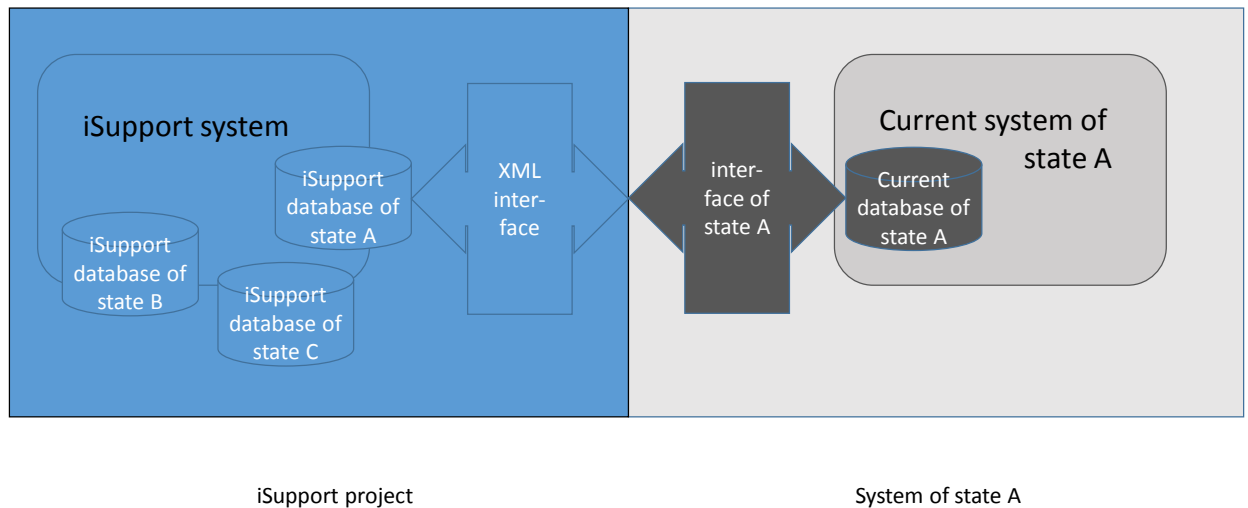 iSupport system
iSupport
database of
state A
iSupport
database of
state B
iSupport
database of
state C
XML
inter-
face
inter-
face of
state A
Current system of
state A
Current
database of
state A
iSupport project
System of state A